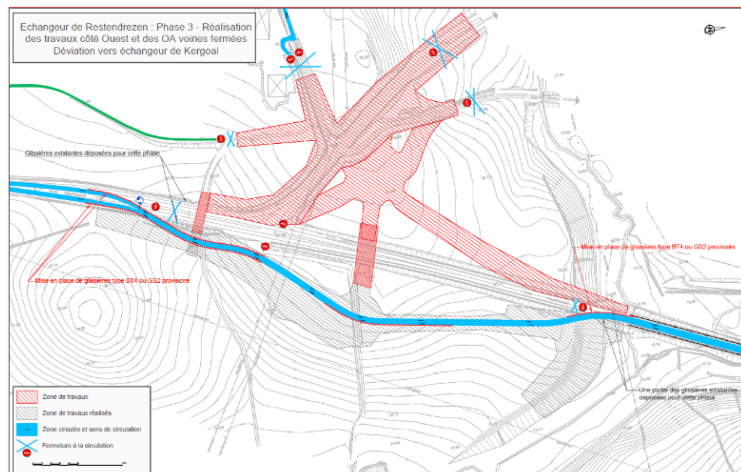 Echangeur de Restendrezen : Phase 3 - Réalisation
des travaux côté Ouest et des OA voiries fermées
Déviation vers échangeur de Kergoal
Glissières existantes déposées pour cette phase
Mise en place de glissières type BT4 ou GS2 provisoire
Mise en place de glissières type BT4 ou GS2 provisoire
Une partie des glissières existantes
déposées pour cette phase
Zone de travaux
Zone de travaux réalisés
Zone circulée et sens de circulation
Fermeture à la circulation